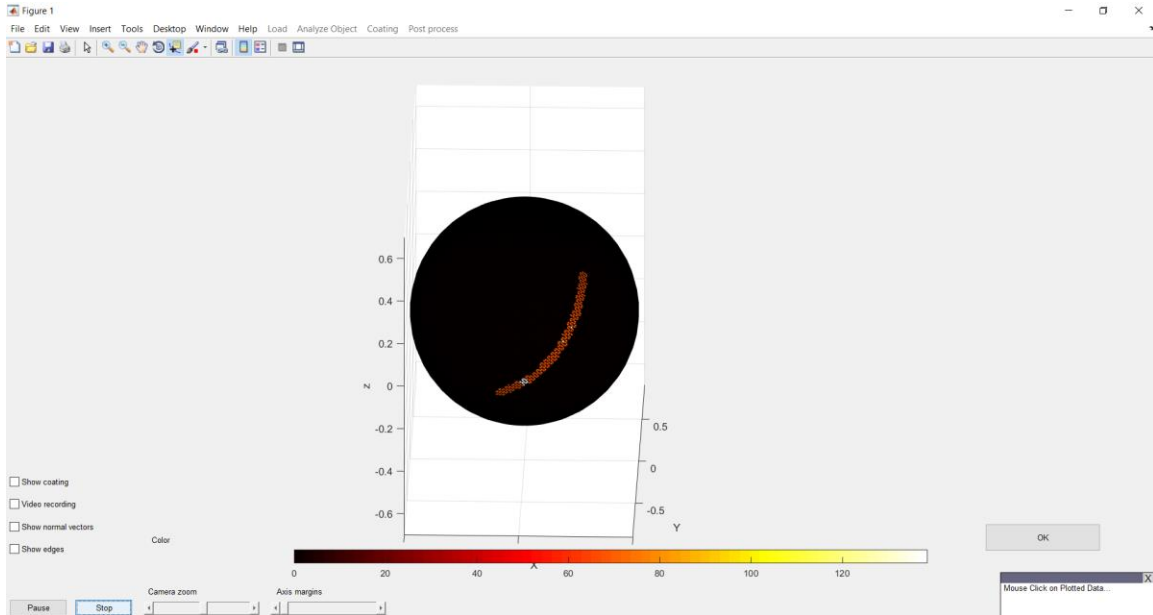 Figure 1
File Edit View Insert Tools Desktop Window Help Load Analyze Object Coating Post process
0.6
0.4
0.2
z 0
-0.2
-0.4
-0.6
0.5
0
-0.5
Y
Show coating
Video recording
Show normal vectors
Show edges
Color
OK
0 20 40 60 80 100 120
X
Mouse Click on Plotted Data...
X
Camera zoom
Axis margins
Pause Stop